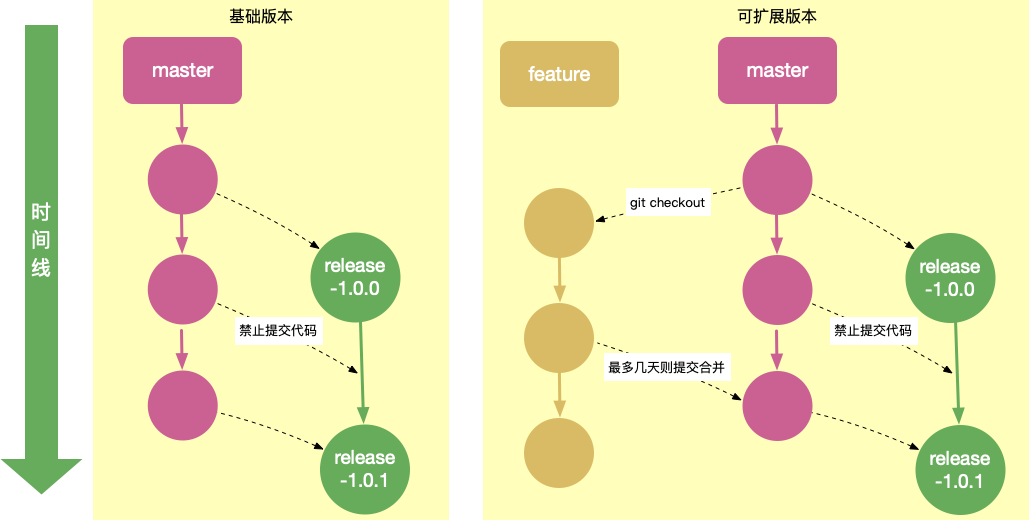 时
间
线
基础版本
master
release
-1.0.0
禁止提交代码
release
-1.0.1
可扩展版本
feature
master
git checkout
release
-1.0.0
禁止提交代码
最多几天则提交合并
release
-1.0.1